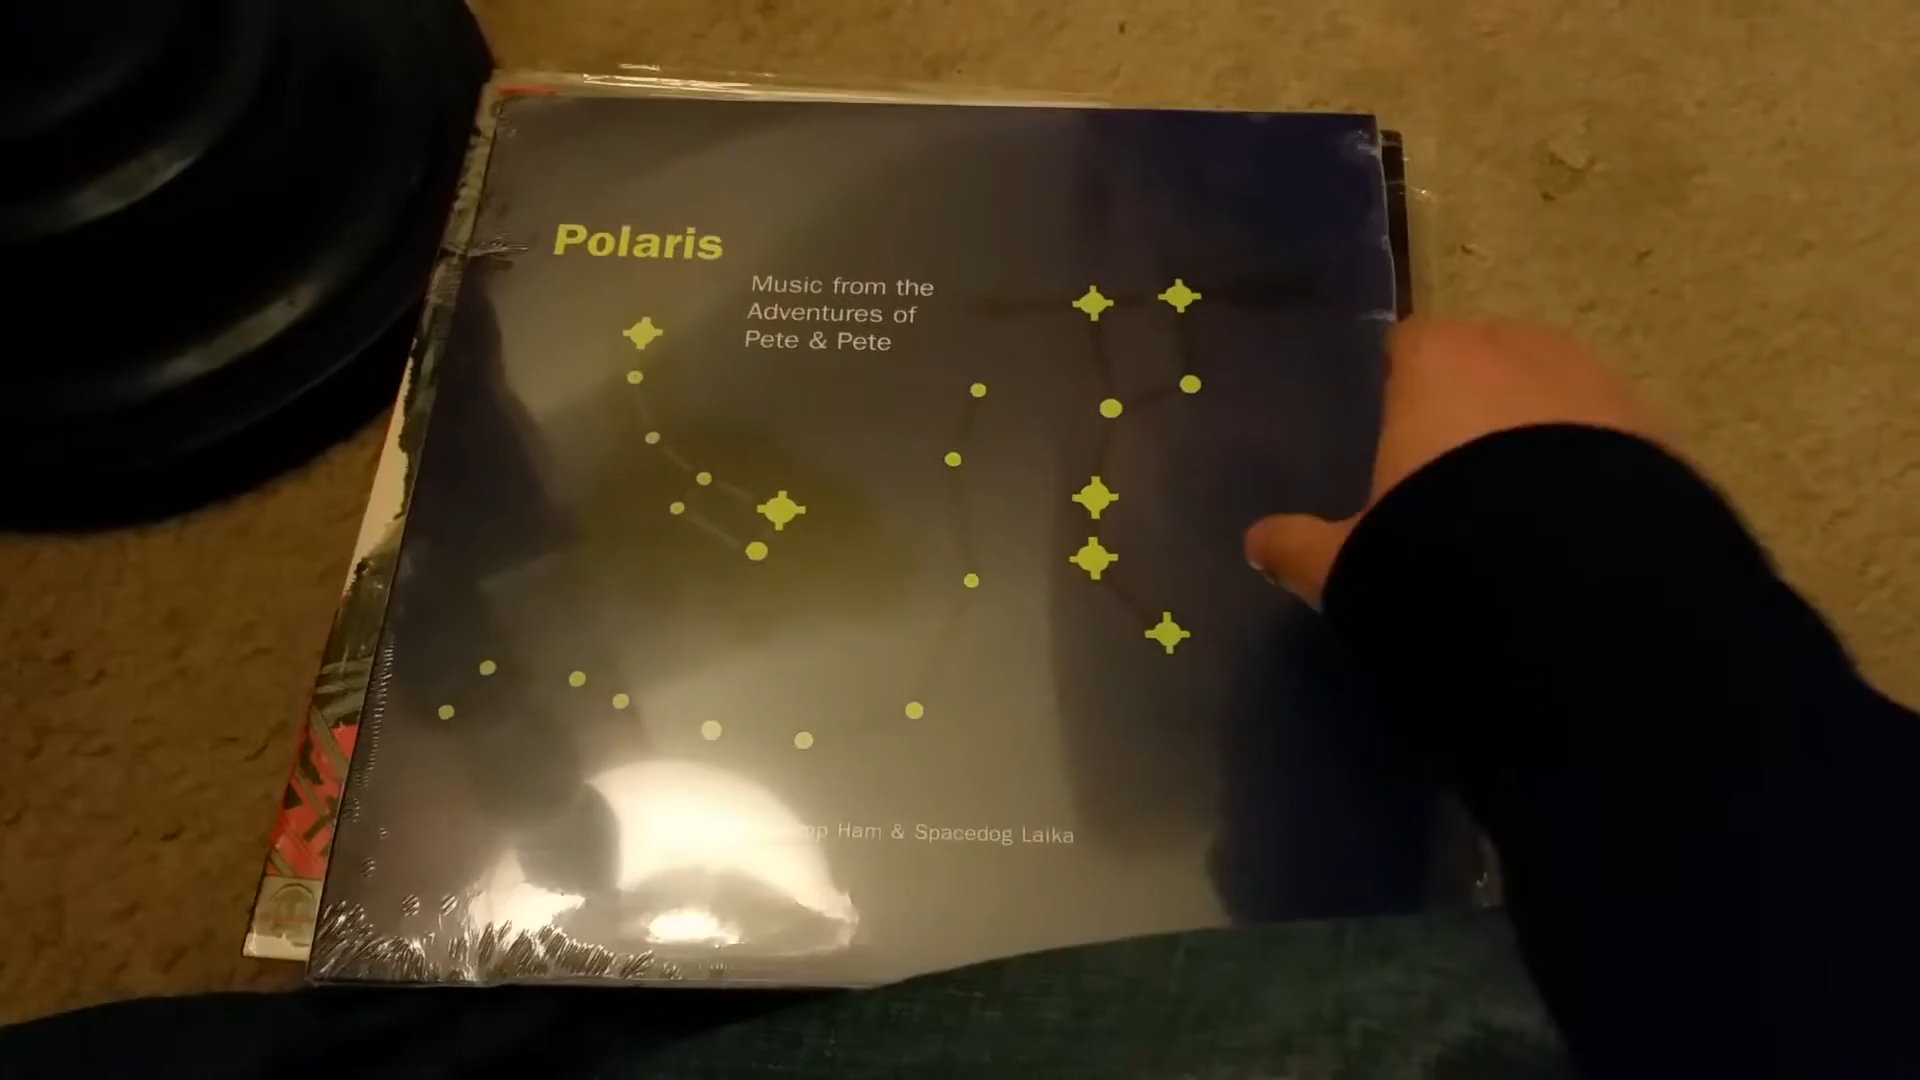 Polaris
Music from the
Adventures of
Pete & Pete
Ham & Spacedog Laika